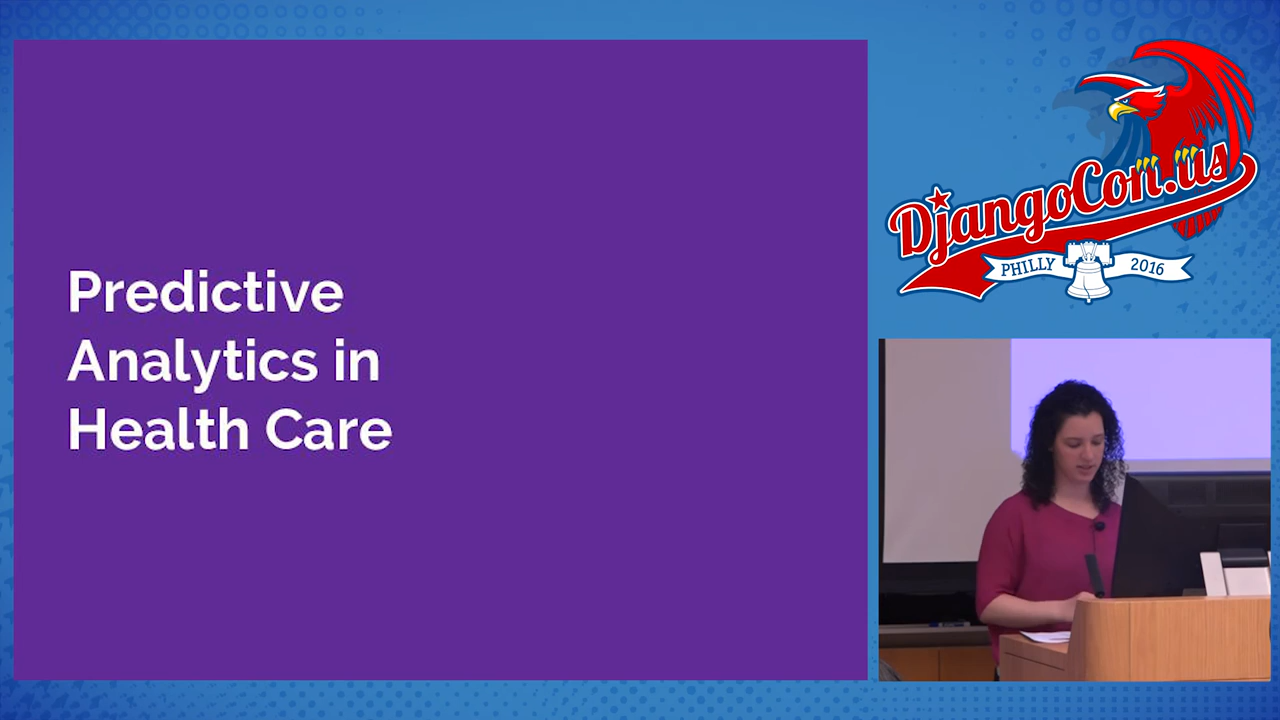 Predictive
Analytics in
Health Care
DjangoCon.us
PHILLY 2016